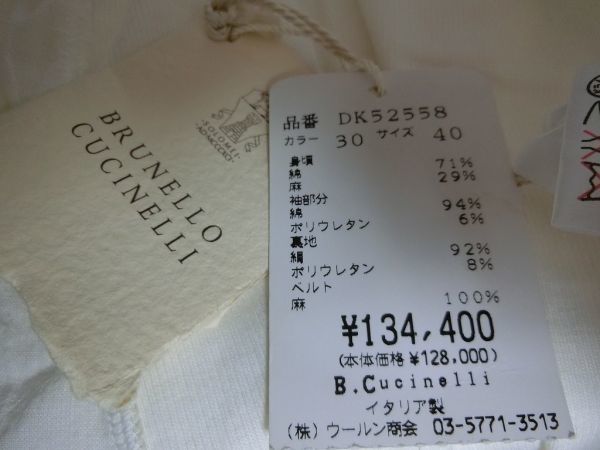 BRUNELLO
CUCINELLI
SOLOMEI
品番 DK52558
カラー 30 サイズ 40
身頃
綿 71%
麻 29%
袖部分
綿 94%
ポリウレタン 6%
裏地
絹 92%
ポリウレタン 8%
ベルト
麻 100%
¥134,400
(本体価格¥128,000)
B.Cucinelli
イタリア製
(株) ウールン商会 03-5771-3513